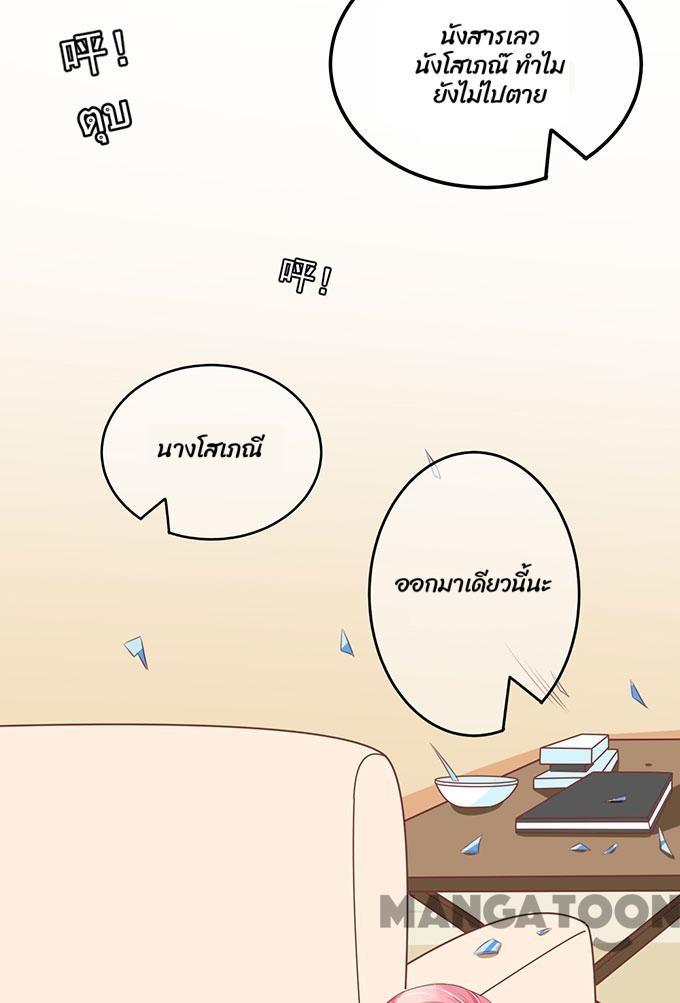 นังสารเลว
นังโสเภณี ทำไม
ยังไม่ไปตาย
呯!
ตุบ
呯!
นางโสเภณี
ออกมาเดียวนี้นะ
MANGATOON